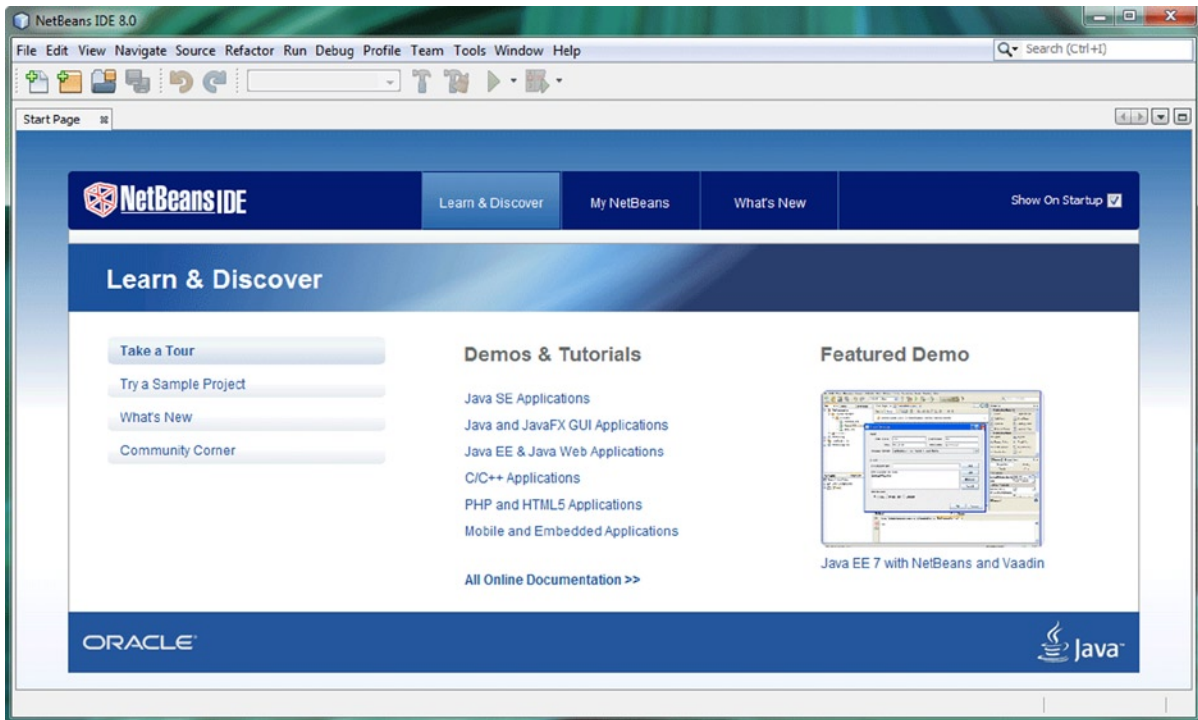 NetBeans IDE 8.0
File Edit View Navigate Source Refactor Run Debug Profile Team Tools Window Help
Search (Ctrl+I)
Start Page
NetBeans IDE
Learn & Discover
My NetBeans
What's New
Show On Startup
Learn & Discover
Take a Tour
Try a Sample Project
What's New
Community Corner
Demos & Tutorials
Java SE Applications
Java and JavaFX GUI Applications
Java EE & Java Web Applications
C/C++ Applications
PHP and HTML5 Applications
Mobile and Embedded Applications
All Online Documentation >>
Featured Demo
Java EE 7 with NetBeans and Vaadin
ORACLE
Java